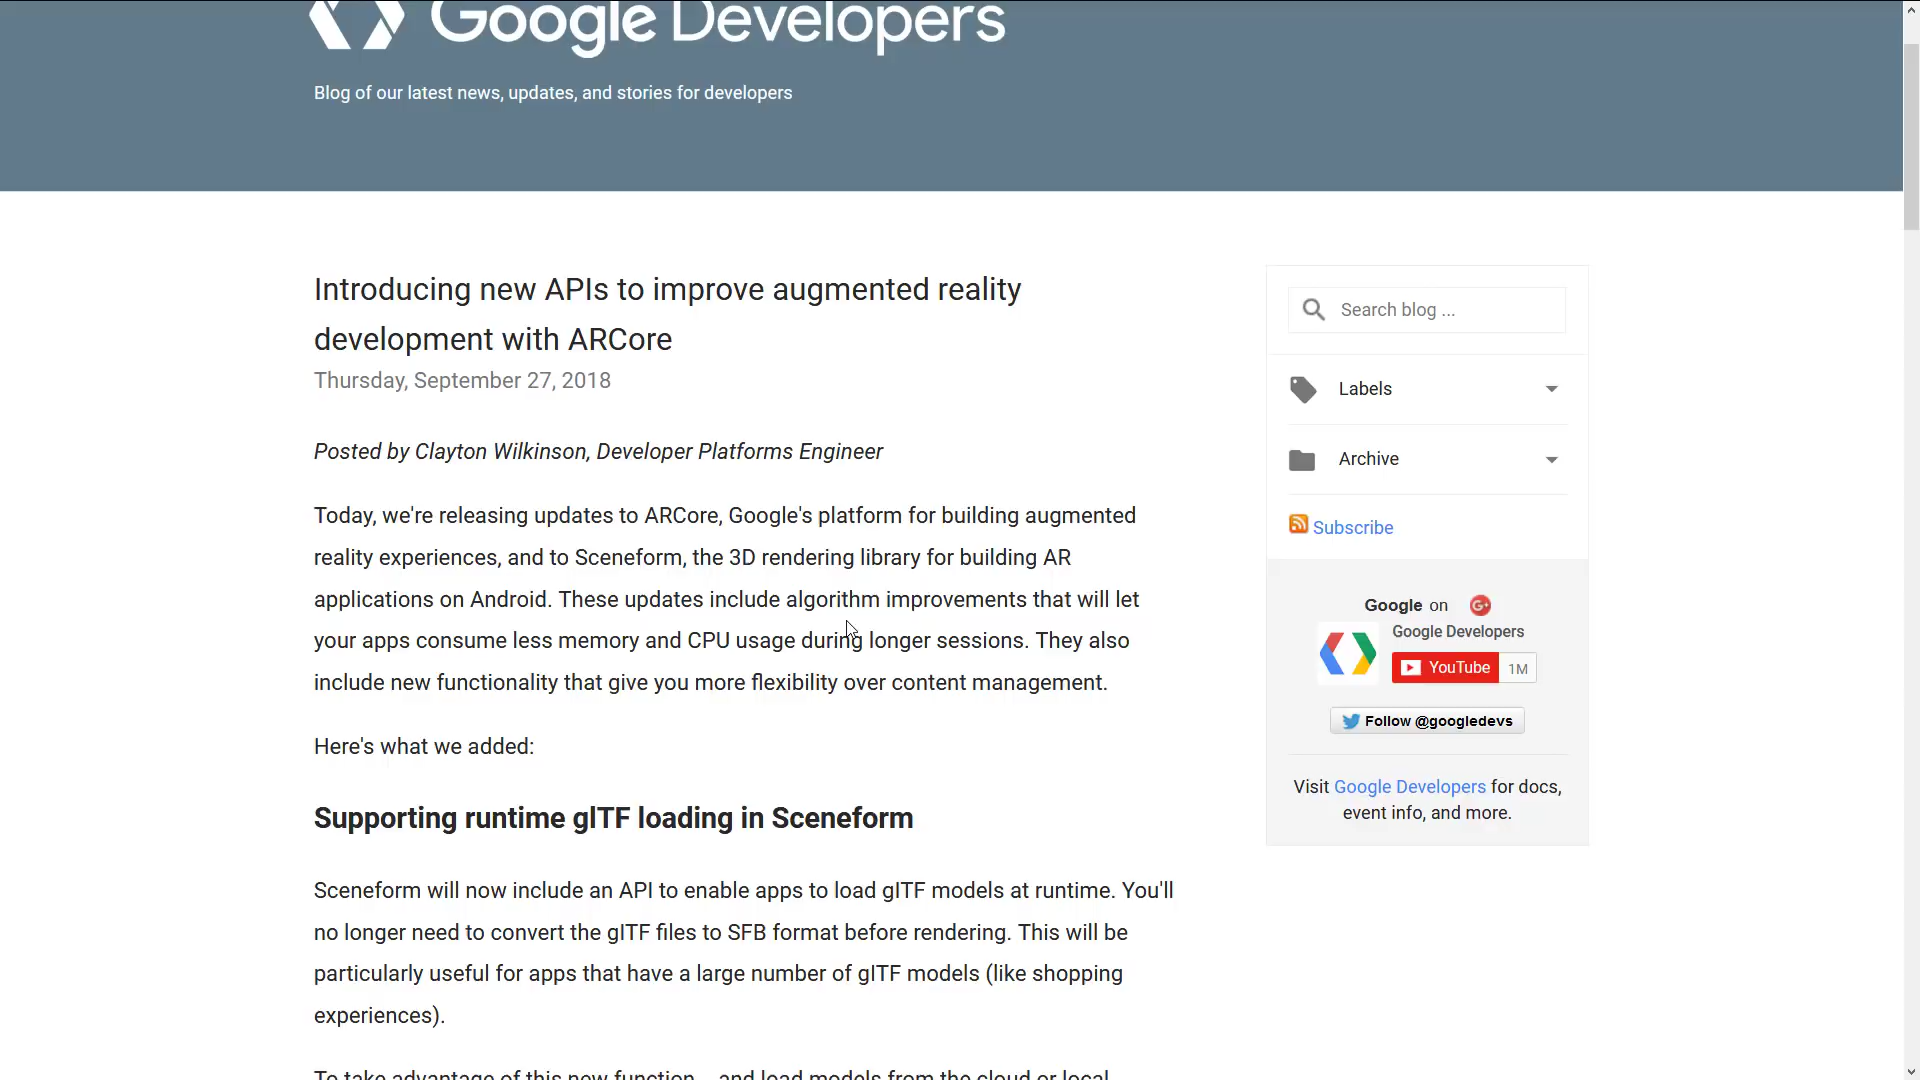 Google Developers
Blog of our latest news, updates, and stories for developers
Introducing new APIs to improve augmented reality
development with ARCore
Thursday, September 27, 2018
Posted by Clayton Wilkinson, Developer Platforms Engineer
Today, we're releasing updates to ARCore, Google's platform for building augmented
reality experiences, and to Sceneform, the 3D rendering library for building AR
applications on Android. These updates include algorithm improvements that will let
your apps consume less memory and CPU usage during longer sessions. They also
include new functionality that give you more flexibility over content management.
Here's what we added:
Supporting runtime glTF loading in Sceneform
Sceneform will now include an API to enable apps to load glTF models at runtime. You'll
no longer need to convert the glTF files to SFB format before rendering. This will be
particularly useful for apps that have a large number of glTF models (like shopping
experiences).
To take advantage of this new function -- and load models from the cloud or local
Search blog ...
Labels
Archive
Subscribe
Google on G+
Google Developers
YouTube 1M
Follow @googledevs
Visit Google Developers for docs,
event info, and more.